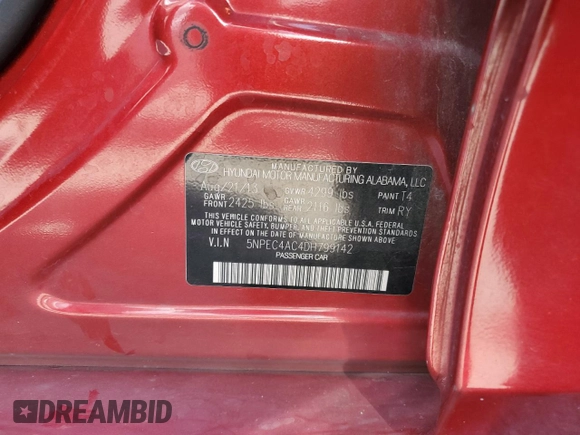 MANUFACTURED BY
HYUNDAI MOTOR MANUFACTURING ALABAMA, LLC
Aug/21/13 GVWR 4299 lbs PAINT T4
GAWR FRONT 2425 lbs GAWR REAR 2116 lbs TRIM RY
THIS VEHICLE CONFORMS TO ALL APPLICABLE U.S.A. FEDERAL
MOTOR VEHICLE SAFETY, BUMPER, AND THEFT PREVENTION
STANDARDS IN EFFECT ON THE DATE OF MANUFACTURE SHOWN ABOVE.
V.I.N 5NPEC4AC4DH799142
PASSENGER CAR
DREAMBID